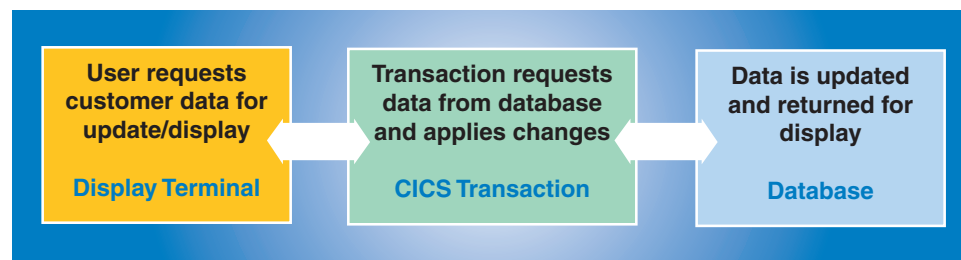 User requests
customer data for
update/display
Display Terminal
Transaction requests
data from database
and applies changes
CICS Transaction
Data is updated
and returned for
display
Database